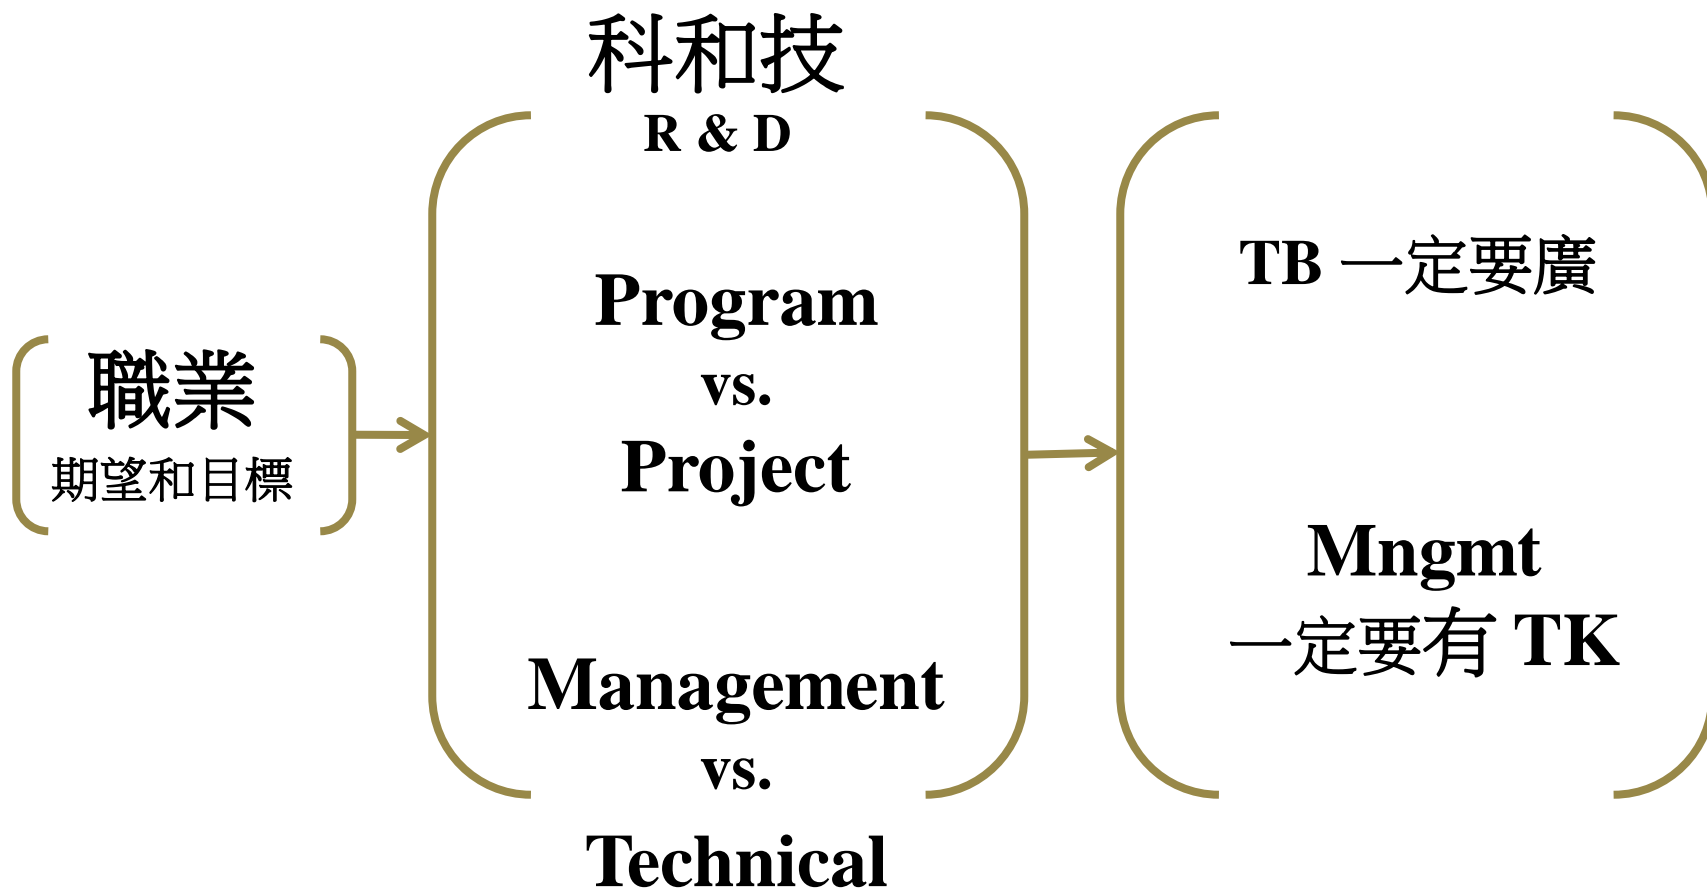 職業
期望和目標
科和技
R & D
Program
vs.
Project
Management
vs.
Technical
TB 一定要廣
Mngmt
一定要有 TK